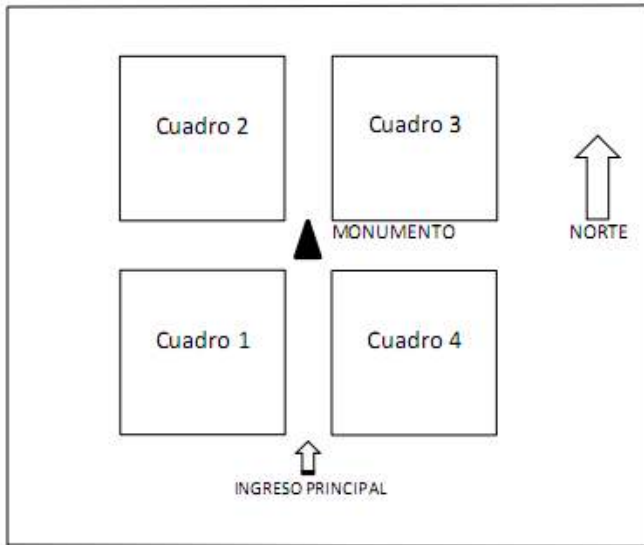 Cuadro 2
Cuadro 3
MONUMENTO
NORTE
Cuadro 1
Cuadro 4
INGRESO PRINCIPAL